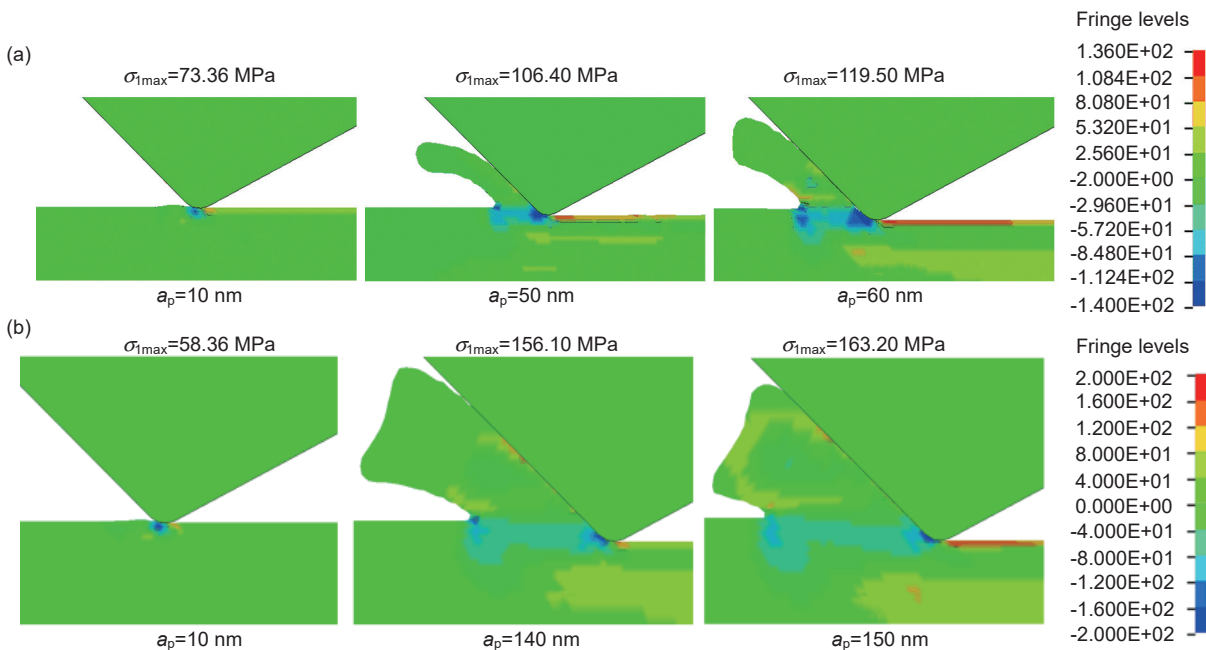 (a)
σ1max=73.36 MPa
σ1max=106.40 MPa
σ1max=119.50 MPa
ap=10 nm
ap=50 nm
ap=60 nm
Fringe levels
1.360E+02
1.084E+02
8.080E+01
5.320E+01
2.560E+01
-2.000E+00
-2.960E+01
-5.720E+01
-8.480E+01
-1.124E+02
-1.400E+02
(b)
σ1max=58.36 MPa
σ1max=156.10 MPa
σ1max=163.20 MPa
ap=10 nm
ap=140 nm
ap=150 nm
Fringe levels
2.000E+02
1.600E+02
1.200E+02
8.000E+01
4.000E+01
0.000E+00
-4.000E+01
-8.000E+01
-1.200E+02
-1.600E+02
-2.000E+02